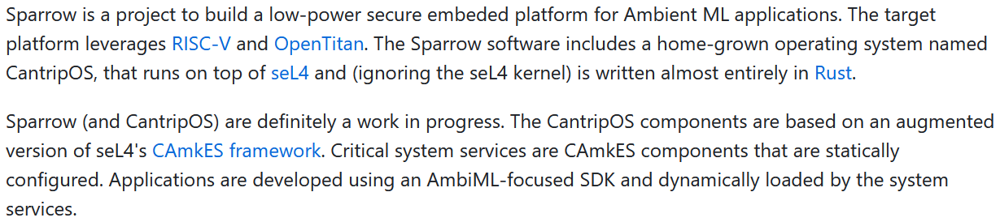 Sparrow is a project to build a low-power secure embeded platform for Ambient ML applications. The target
platform leverages RISC-V and OpenTitan. The Sparrow software includes a home-grown operating system named
CantripOS, that runs on top of seL4 and (ignoring the seL4 kernel) is written almost entirely in Rust.
Sparrow (and CantripOS) are definitely a work in progress. The CantripOS components are based on an augmented
version of seL4's CAmkES framework. Critical system services are CAmkES components that are statically
configured. Applications are developed using an AmbiML-focused SDK and dynamically loaded by the system
services.